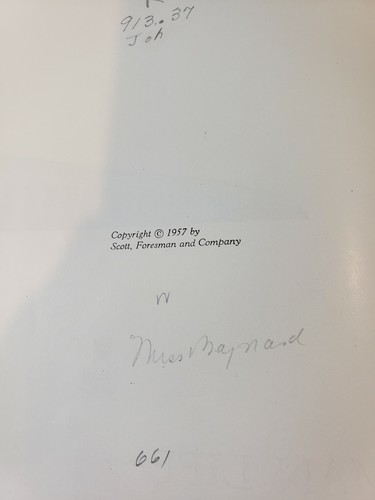 R
913.37
Joh
Copyright © 1957 by
Scott, Foresman and Company
W
Miss Maynard
661